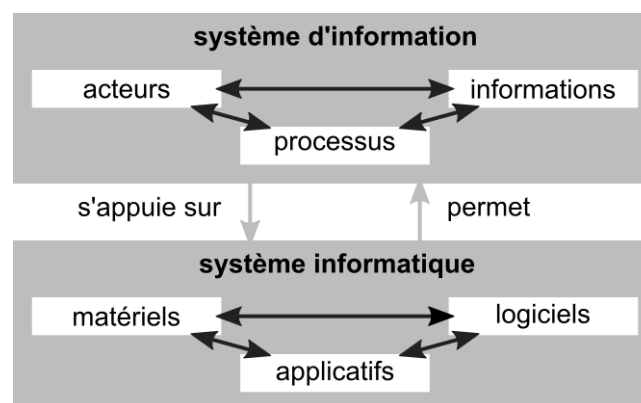 système d'information
acteurs
informations
processus
s'appuie sur
permet
système informatique
matériels
logiciels
applicatifs